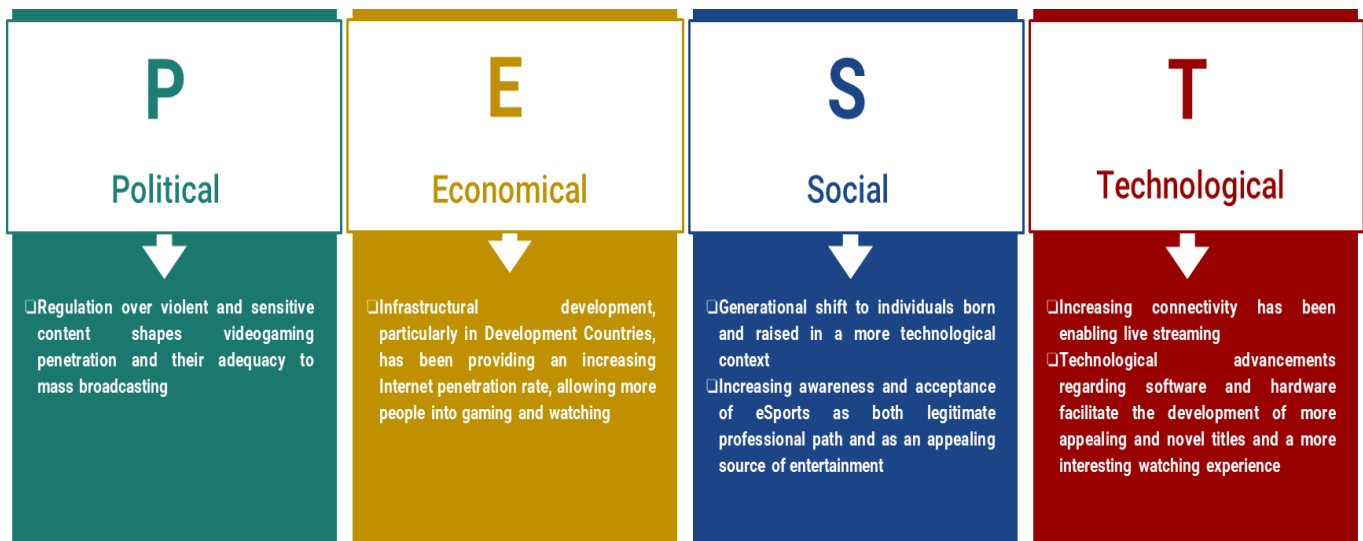 P
Political
❑Regulation over violent and sensitive
content shapes videogaming
penetration and their adequacy to
mass broadcasting
E
Economical
❑Infrastructural development,
particularly in Development Countries,
has been providing an increasing
Internet penetration rate, allowing more
people into gaming and watching
S
Social
❑Generational shift to individuals born
and raised in a more technological
context
❑Increasing awareness and acceptance
of eSports as both legitimate
professional path and as an appealing
source of entertainment
T
Technological
❑Increasing connectivity has been
enabling live streaming
❑Technological advancements
regarding software and hardware
facilitate the development of more
appealing and novel titles and a more
interesting watching experience